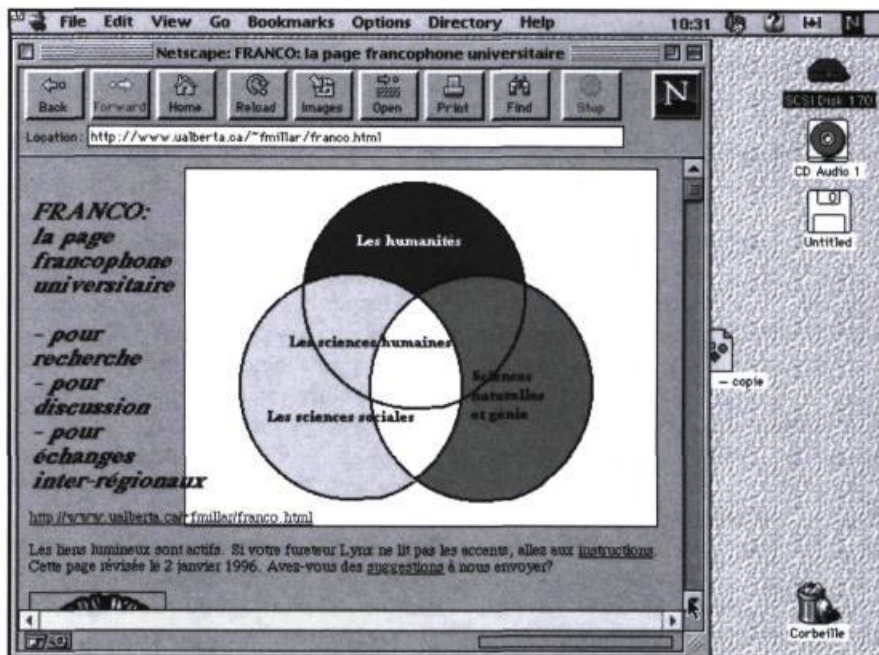 File Edit View Go Bookmarks Options Directory Help 10:31
Netscape: FRANCO: la page francophone universitaire
Back Forward Home Reload Images Open Print Find Stop
N
Location: http://www.ualberta.ca/~fmillar/franco.html
FRANCO:
la page
francophone
universitaire
- pour
recherche
- pour
discussion
- pour
échanges
inter-régionaux
Les humanités
Les sciences humaines
Les sciences sociales
Sciences
naturelles
et génie
http://www.ualberta.ca/~fmillar/franco.html
Les liens lumineux sont actifs. Si votre fureteur Lynx ne lit pas les accents, allez aux instructions.
Cette page révisée le 2 janvier 1996. Avez-vous des suggestions à nous envoyer?
SCSI Disk 170
CD Audio 1
Untitled
– copie
Corbeille